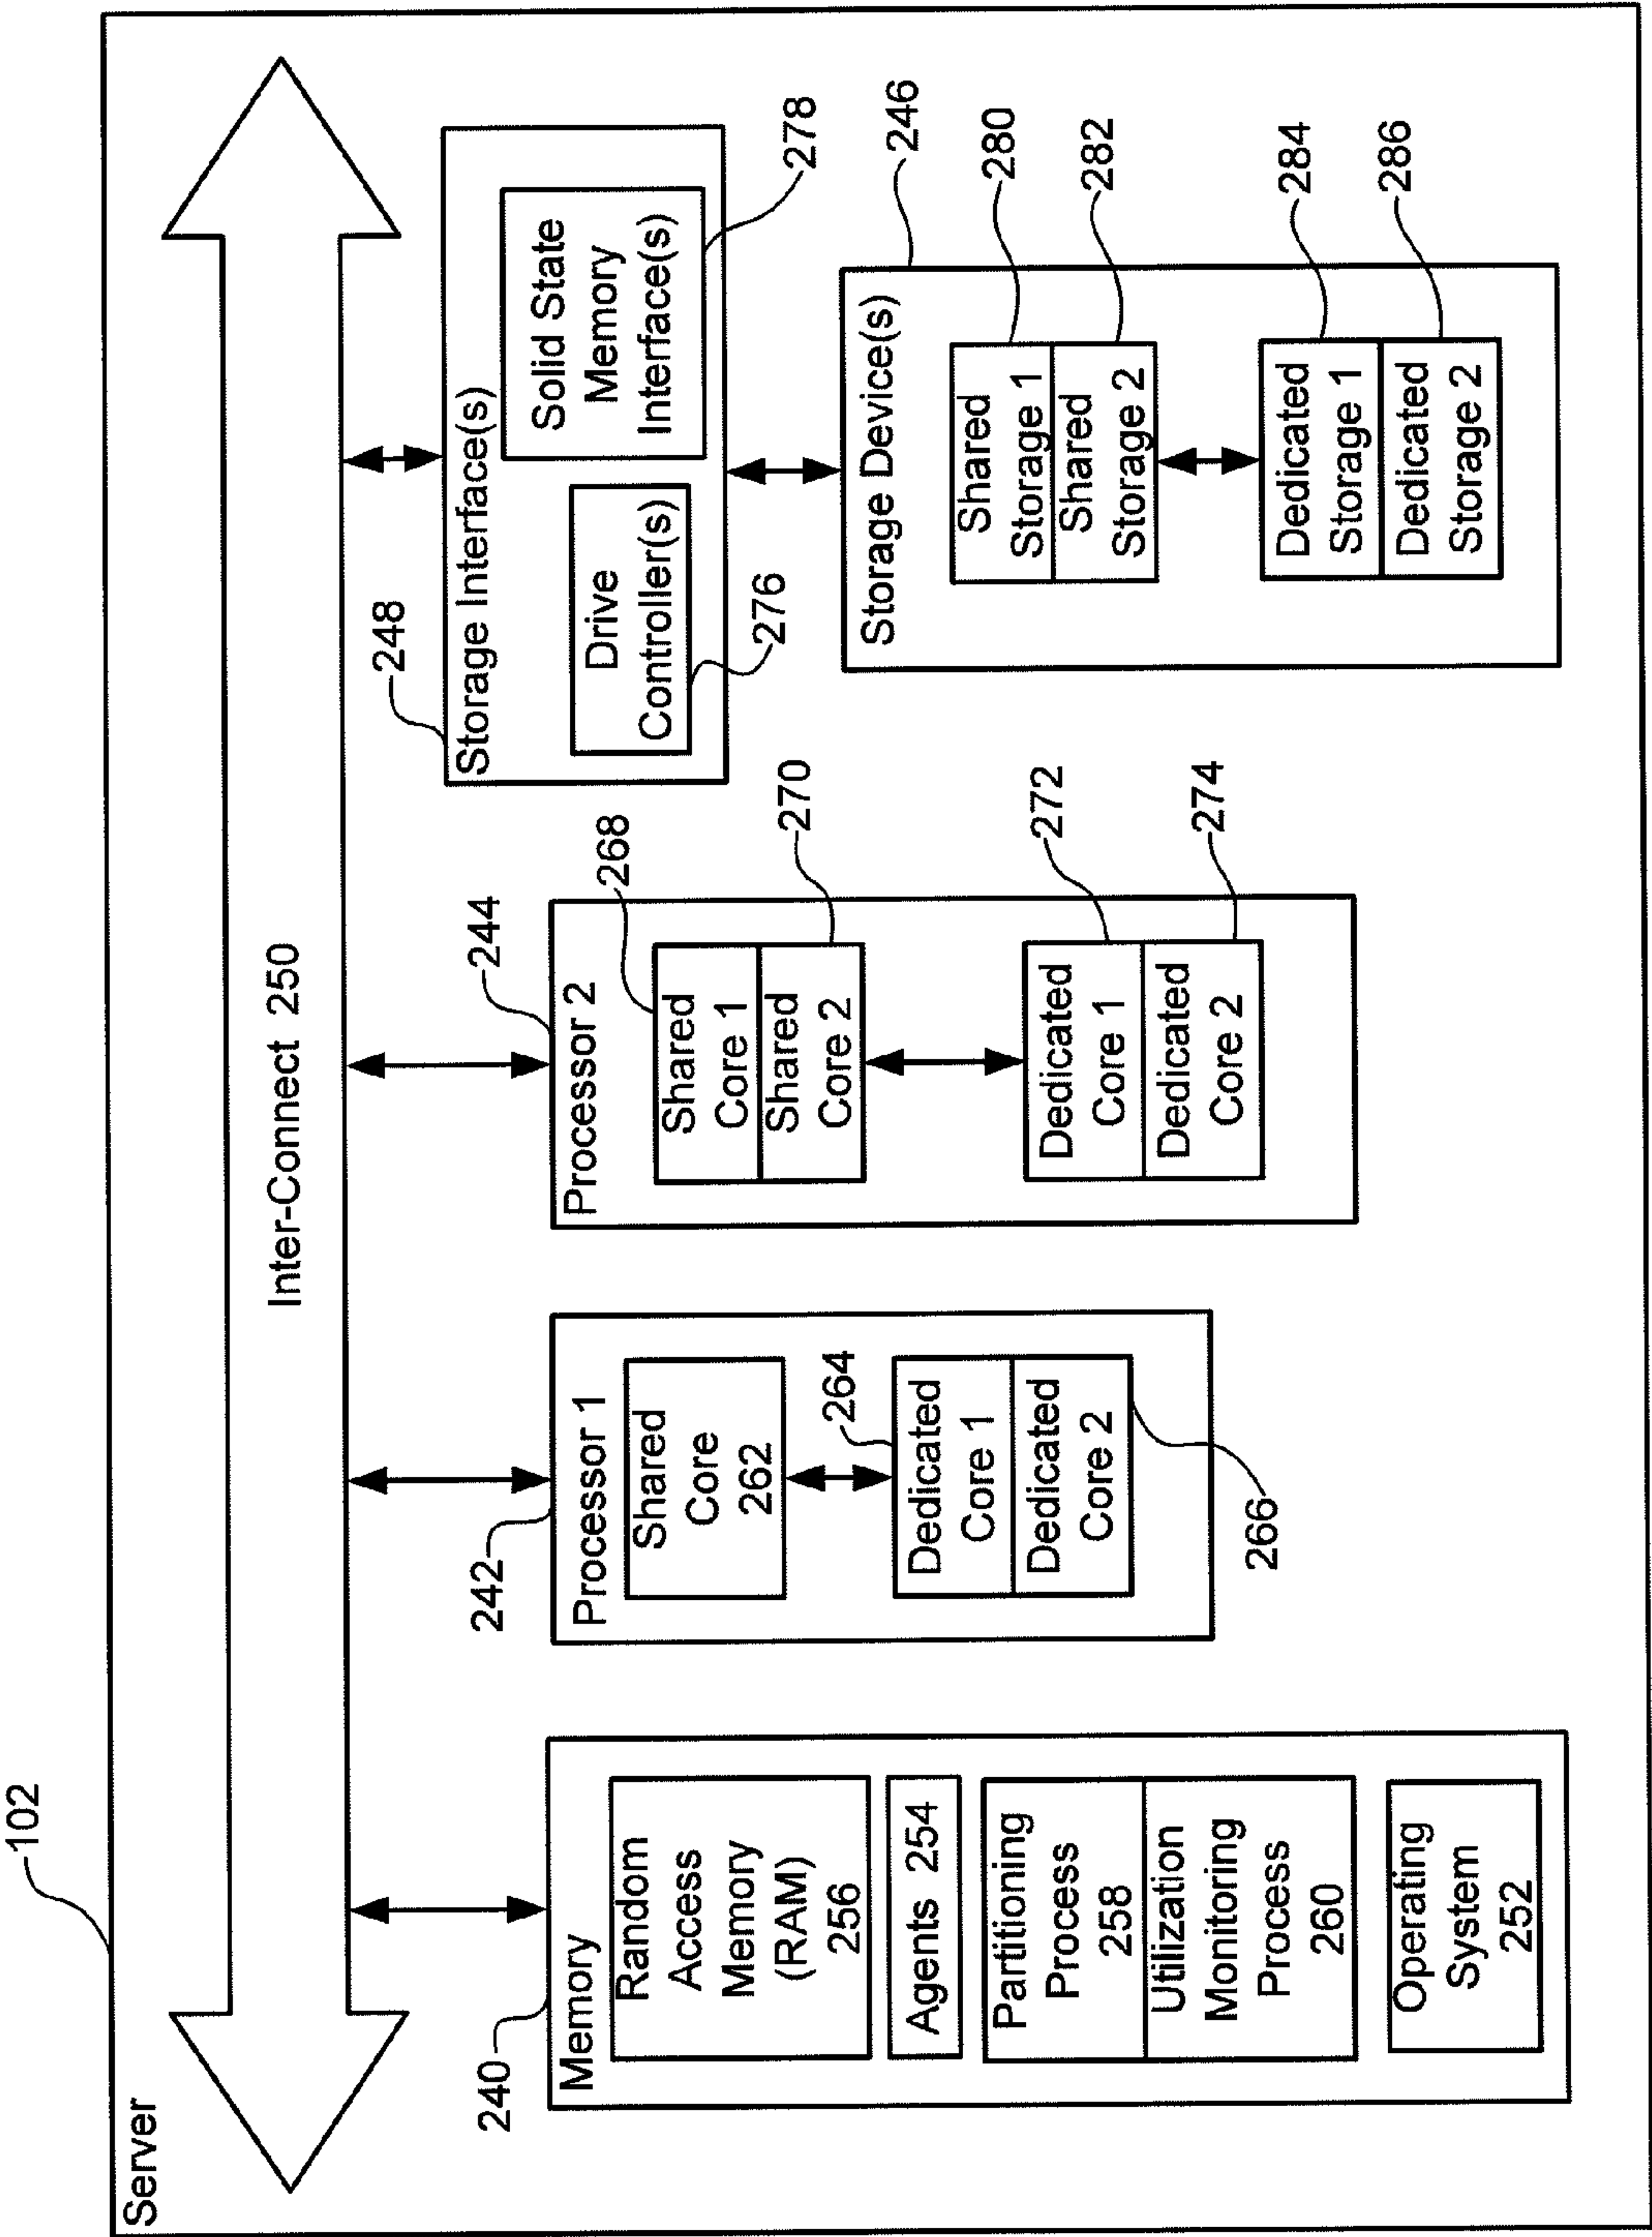 102
Server
Inter-Connect 250
240
Memory
Random
Access
Memory
(RAM)
256
Agents 254
Partitioning
Process
258
Utilization
Monitoring
Process
260
Operating
System
252
242
Processor 1
Shared
Core
262
264
Dedicated
Core 1
Dedicated
Core 2
266
244
Processor 2
268
Shared
Core 1
Shared
Core 2
270
Dedicated
Core 1
272
Dedicated
Core 2
274
248
Storage Interface(s)
Drive
Controller(s)
276
Solid State
Memory
Interface(s)
278
Storage Device(s)
246
Shared
Storage 1
280
Shared
Storage 2
282
Dedicated
Storage 1
284
Dedicated
Storage 2
286